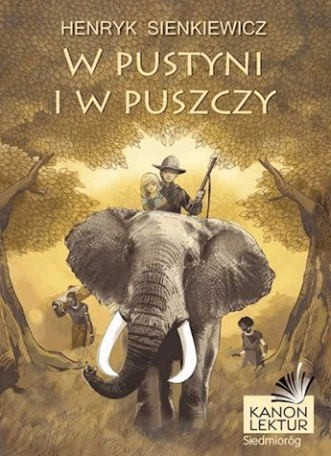 HENRYK SIENKIEWICZ
W PUSTYNI
I W PUSZCZY
KANON
LEKTUR
Siedmioróg